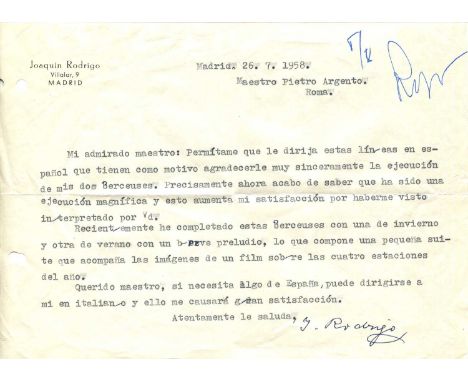 Joaquín Rodrigo
Villalar, 9
MADRID
Madrid. 26. 7. 1958.
Maestro Pietro Argento.
Roma.
Mi admirado maestro: Permítame que le dirija estas líneas en es-
pañol que tienen como motivo agradecerle muy sinceramente la ejecución
de mis dos Berceuses. Precisamente ahora acabo de saber que ha sido una
ejecución magnífica y esto aumenta mi satisfacción por haberme visto
interpretado por Vd.
Recientemente he completado estas Berceuses con una de invierno
y otra de verano con un breve preludio, lo que compone una pequeña sui-
te que acompaña las imágenes de un film sobre las cuatro estaciones
del año.
Querido maestro, si necesita algo de España, puede dirigirse a
mi en italiano y ello me causará gran satisfacción.
Atentamente le saluda,
J. Rodrigo